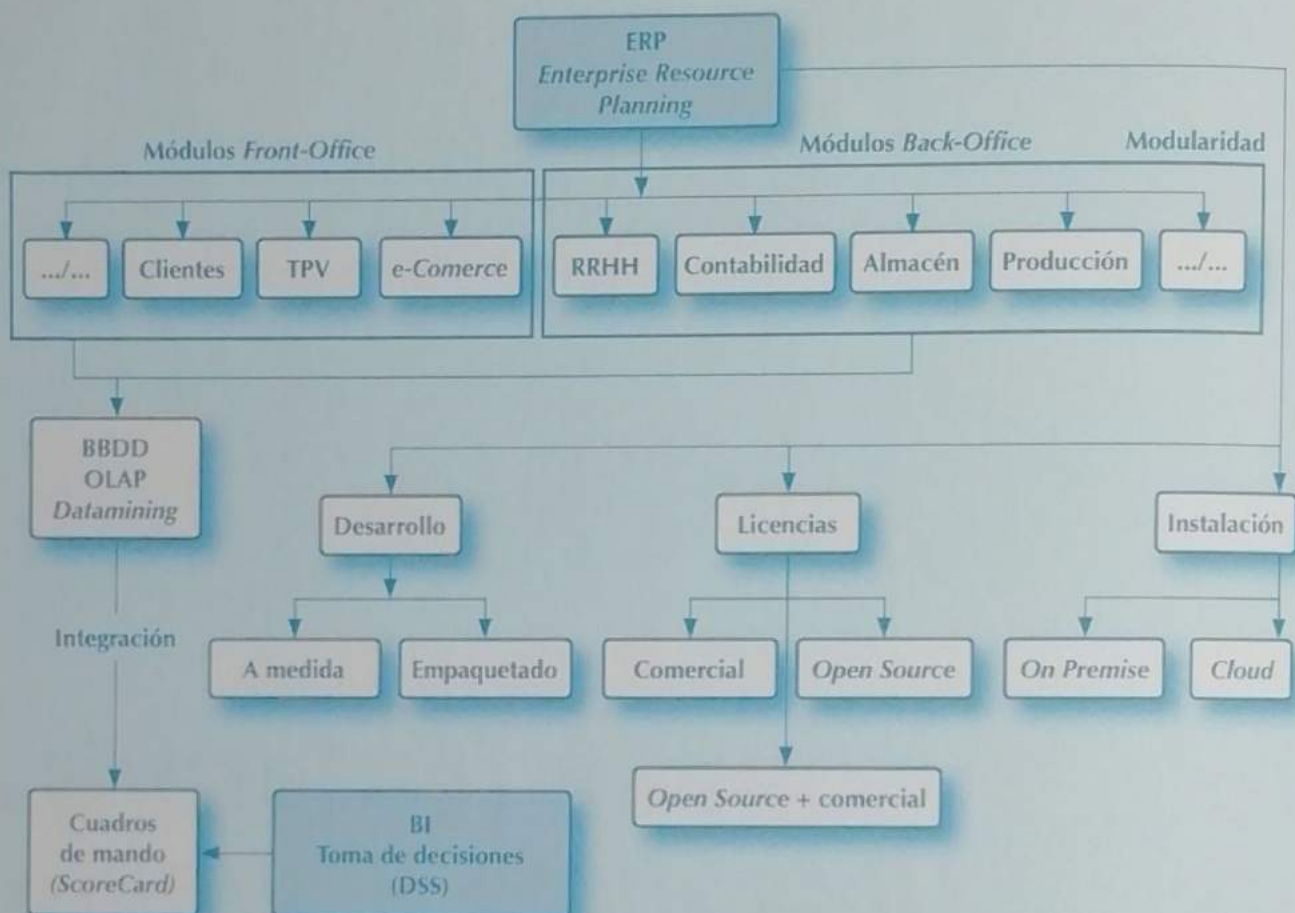 ERP
Enterprise Resource
Planning
Módulos Front-Office
Módulos Back-Office
Modularidad
.../...
Clientes
TPV
e-Comerce
RRHH
Contabilidad
Almacén
Producción
.../...
BBDD
OLAP
Datamining
Desarrollo
Licencias
Instalación
Integración
A medida
Empaquetado
Comercial
Open Source
On Premise
Cloud
Open Source + comercial
Cuadros
de mando
(ScoreCard)
BI
Toma de decisiones
(DSS)